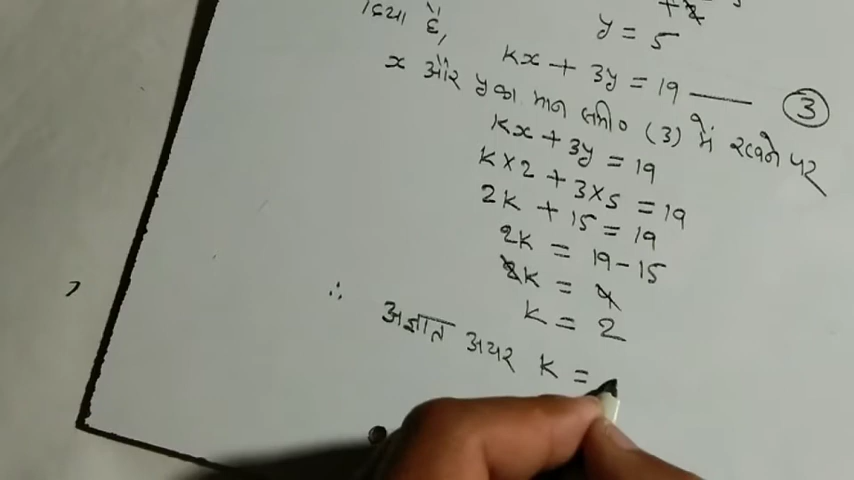 y = 5
दिया है,
kx + 3y = 19 —— (3)
x और y का मान समी० (3) में रखने पर
kx + 3y = 19
k×2 + 3×5 = 19
2k + 15 = 19
2k = 19-15
2k = 4
k = 2
∴ अज्ञात अचर k =